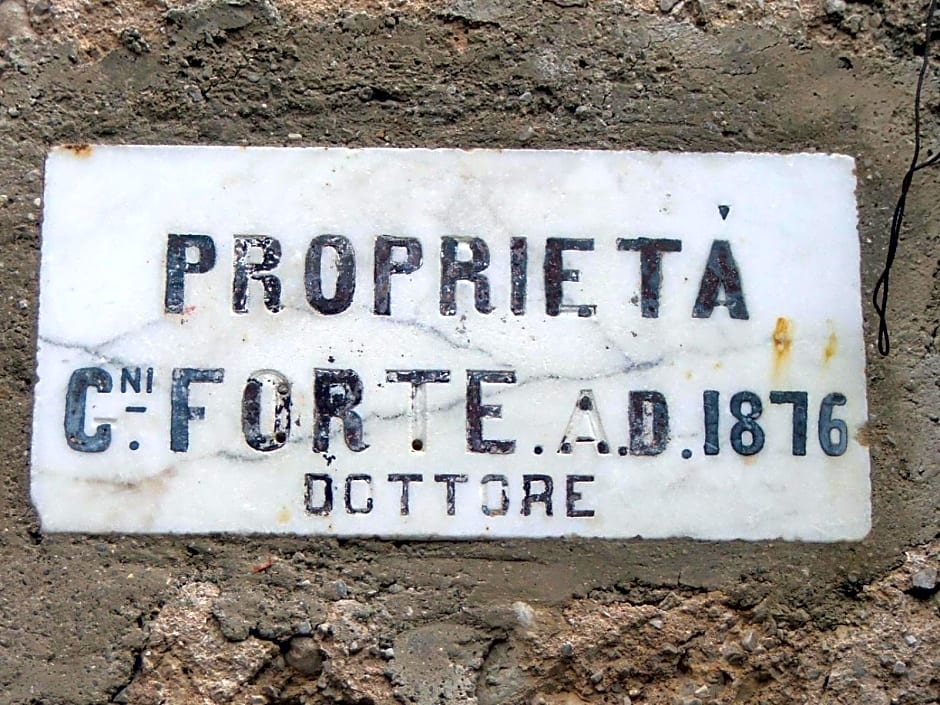 PROPRIETÀ
C.NI FORTE.A.D.1876
DOTTORE